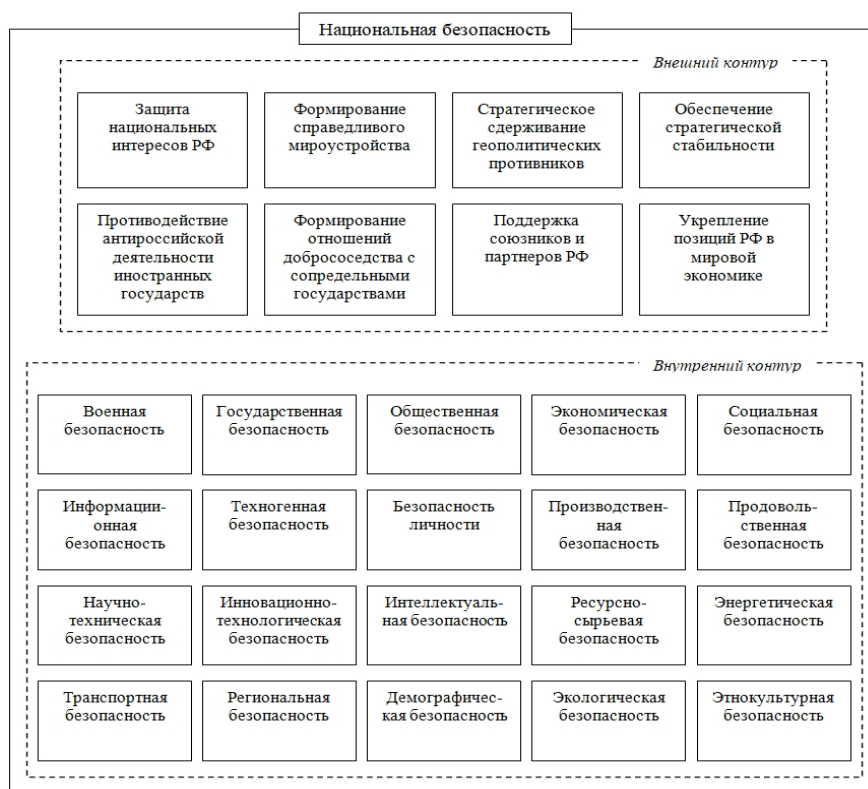 Национальная безопасность
Внешний контур
Защита
национальных
интересов РФ
Формирование
справедливого
мироустройства
Стратегическое
сдерживание
геополитических
противников
Обеспечение
стратегической
стабильности
Противодействие
антироссийской
деятельности
иностранных
государств
Формирование
отношений
добрососедства с
сопредельными
государствами
Поддержка
союзников и
партнеров РФ
Укрепление
позиций РФ в
мировой
экономике
Внутренний контур
Военная
безопасность
Государственная
безопасность
Общественная
безопасность
Экономическая
безопасность
Социальная
безопасность
Информаци-
онная
безопасность
Техногенная
безопасность
Безопасность
личности
Производствен-
ная
безопасность
Продоволь-
ственная
безопасность
Научно-
техническая
безопасность
Инновационно-
технологическая
безопасность
Интеллектуаль-
ная безопасность
Ресурсно-
сырьевая
безопасность
Энергетическая
безопасность
Транспортная
безопасность
Региональная
безопасность
Демографичес-
кая безопасность
Экологическая
безопасность
Этнокультурная
безопасность